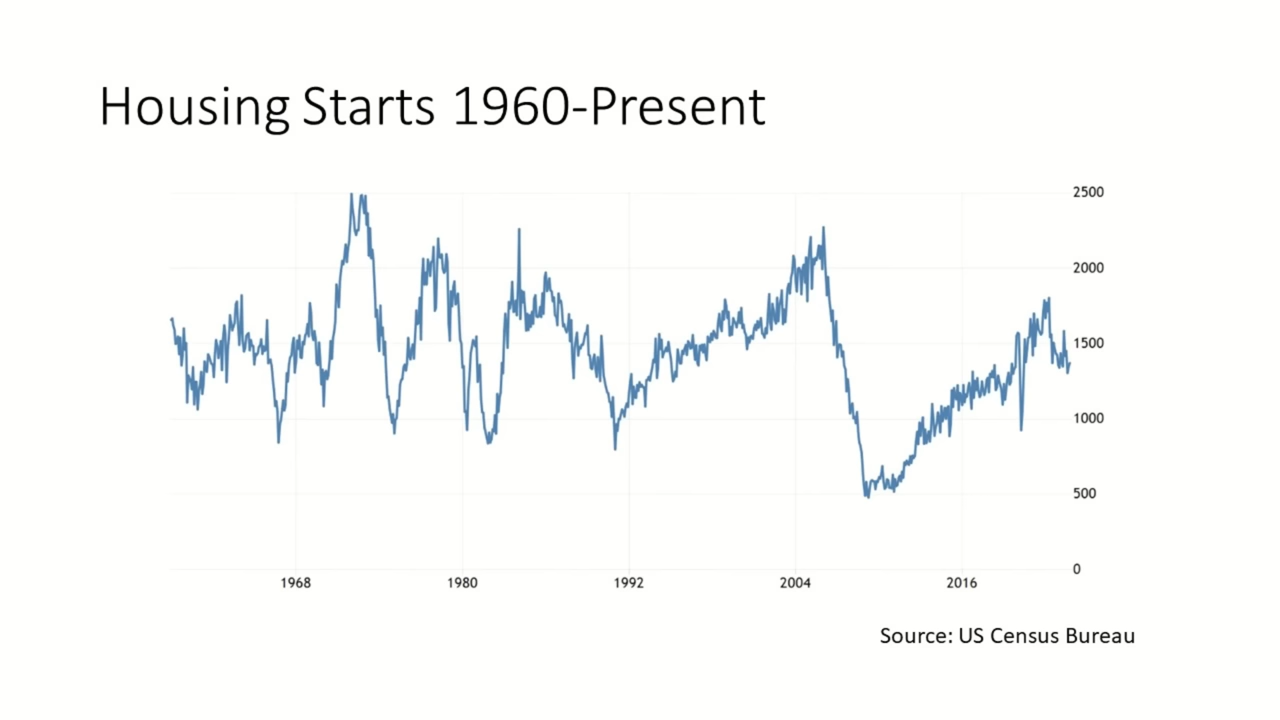 Housing Starts 1960-Present
2500
2000
1500
1000
500
0
1968 1980 1992 2004 2016
Source: US Census Bureau